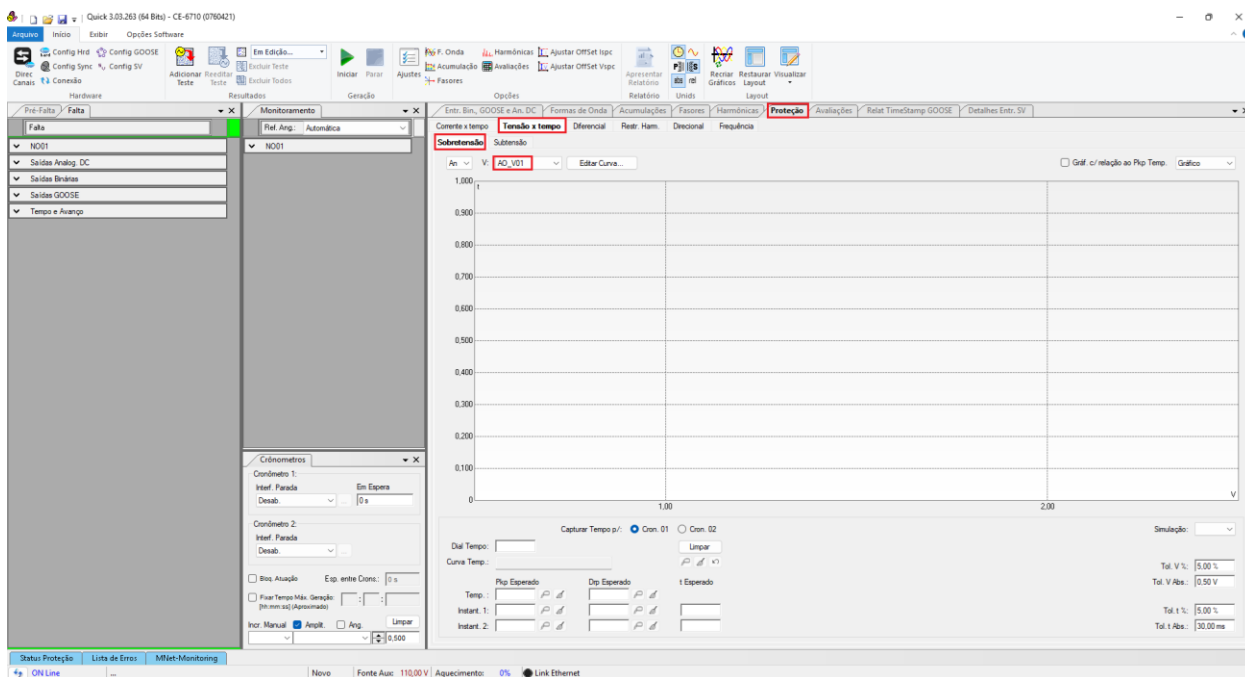 Quick 3.03.263 (64 Bits) - CE-6710 (0760421)
Arquivo Início Exibir Opções Software
Direc Canais
Config Hrd Config GOOSE
Config Sync Config SV
Conexão
Hardware
Adicionar Teste
Reeditar Teste
Em Edição...
Excluir Teste
Excluir Todos
Resultados
Iniciar Parar
Geração
Ajustes
F. Onda Harmônicas Ajustar OffSet Ispc
Acumulação Avaliações Ajustar OffSet Vspc
Fasores
Opções
Apresentar Relatório
Relatório
abs rel
Unids
Recriar Gráficos
Restaurar Layout
Visualizar
Layout
Pré-Falta Falta
Falta
NO01
Saídas Analog. DC
Saídas Binárias
Saídas GOOSE
Tempo e Avanço
Monitoramento
Ref. Ang.: Automática
NO01
Cronômetros
Cronômetro 1:
Interf. Parada Em Espera
Desab. ... 0 s
Cronômetro 2:
Interf. Parada
Desab. ...
Bloq. Atuação Esp. entre Crons.: 0 s
Fixar Tempo Máx. Geração: : :
[hh:mm:ss] (Aproximado)
Incr. Manual Amplit. Ang. Limpar
0,500
Entr. Bin., GOOSE e An. DC Formas de Onda Acumulações Fasores Harmônicas Proteção Avaliações Relat TimeStamp GOOSE Detalhes Entr. SV
Corrente x tempo Tensão x tempo Diferencial Restr. Harm. Direcional Frequência
Sobretensão Subtensão
An V: AO_V01 Editar Curva... Gráf. c/ relação ao Pkp Temp. Gráfico
1,000 t
0,900
0,800
0,700
0,600
0,500
0,400
0,300
0,200
0,100
0 V
1,00 2,00
Capturar Tempo p/: Cron. 01 Cron. 02 Simulação:
Dial Tempo: Limpar
Curva Temp.: Tol. V %: 5,00 %
Pkp Esperado Drp Esperado t Esperado Tol. V Abs.: 0,50 V
Temp. :
Instant. 1: Tol. t %: 5,00 %
Instant. 2: Tol. t Abs.: 30,00 ms
Status Proteção Lista de Erros MNet-Monitoring
ON Line ... Novo Fonte Aux: 110,00 V Aquecimento: 0% Link Ethernet